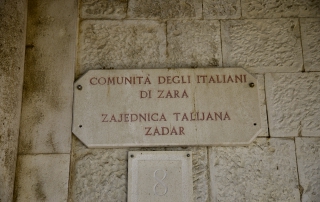 COMUNITÁ DEGLI ITALIANI
DI ZARA
ZAJEDNICA TALIJANA
ZADAR